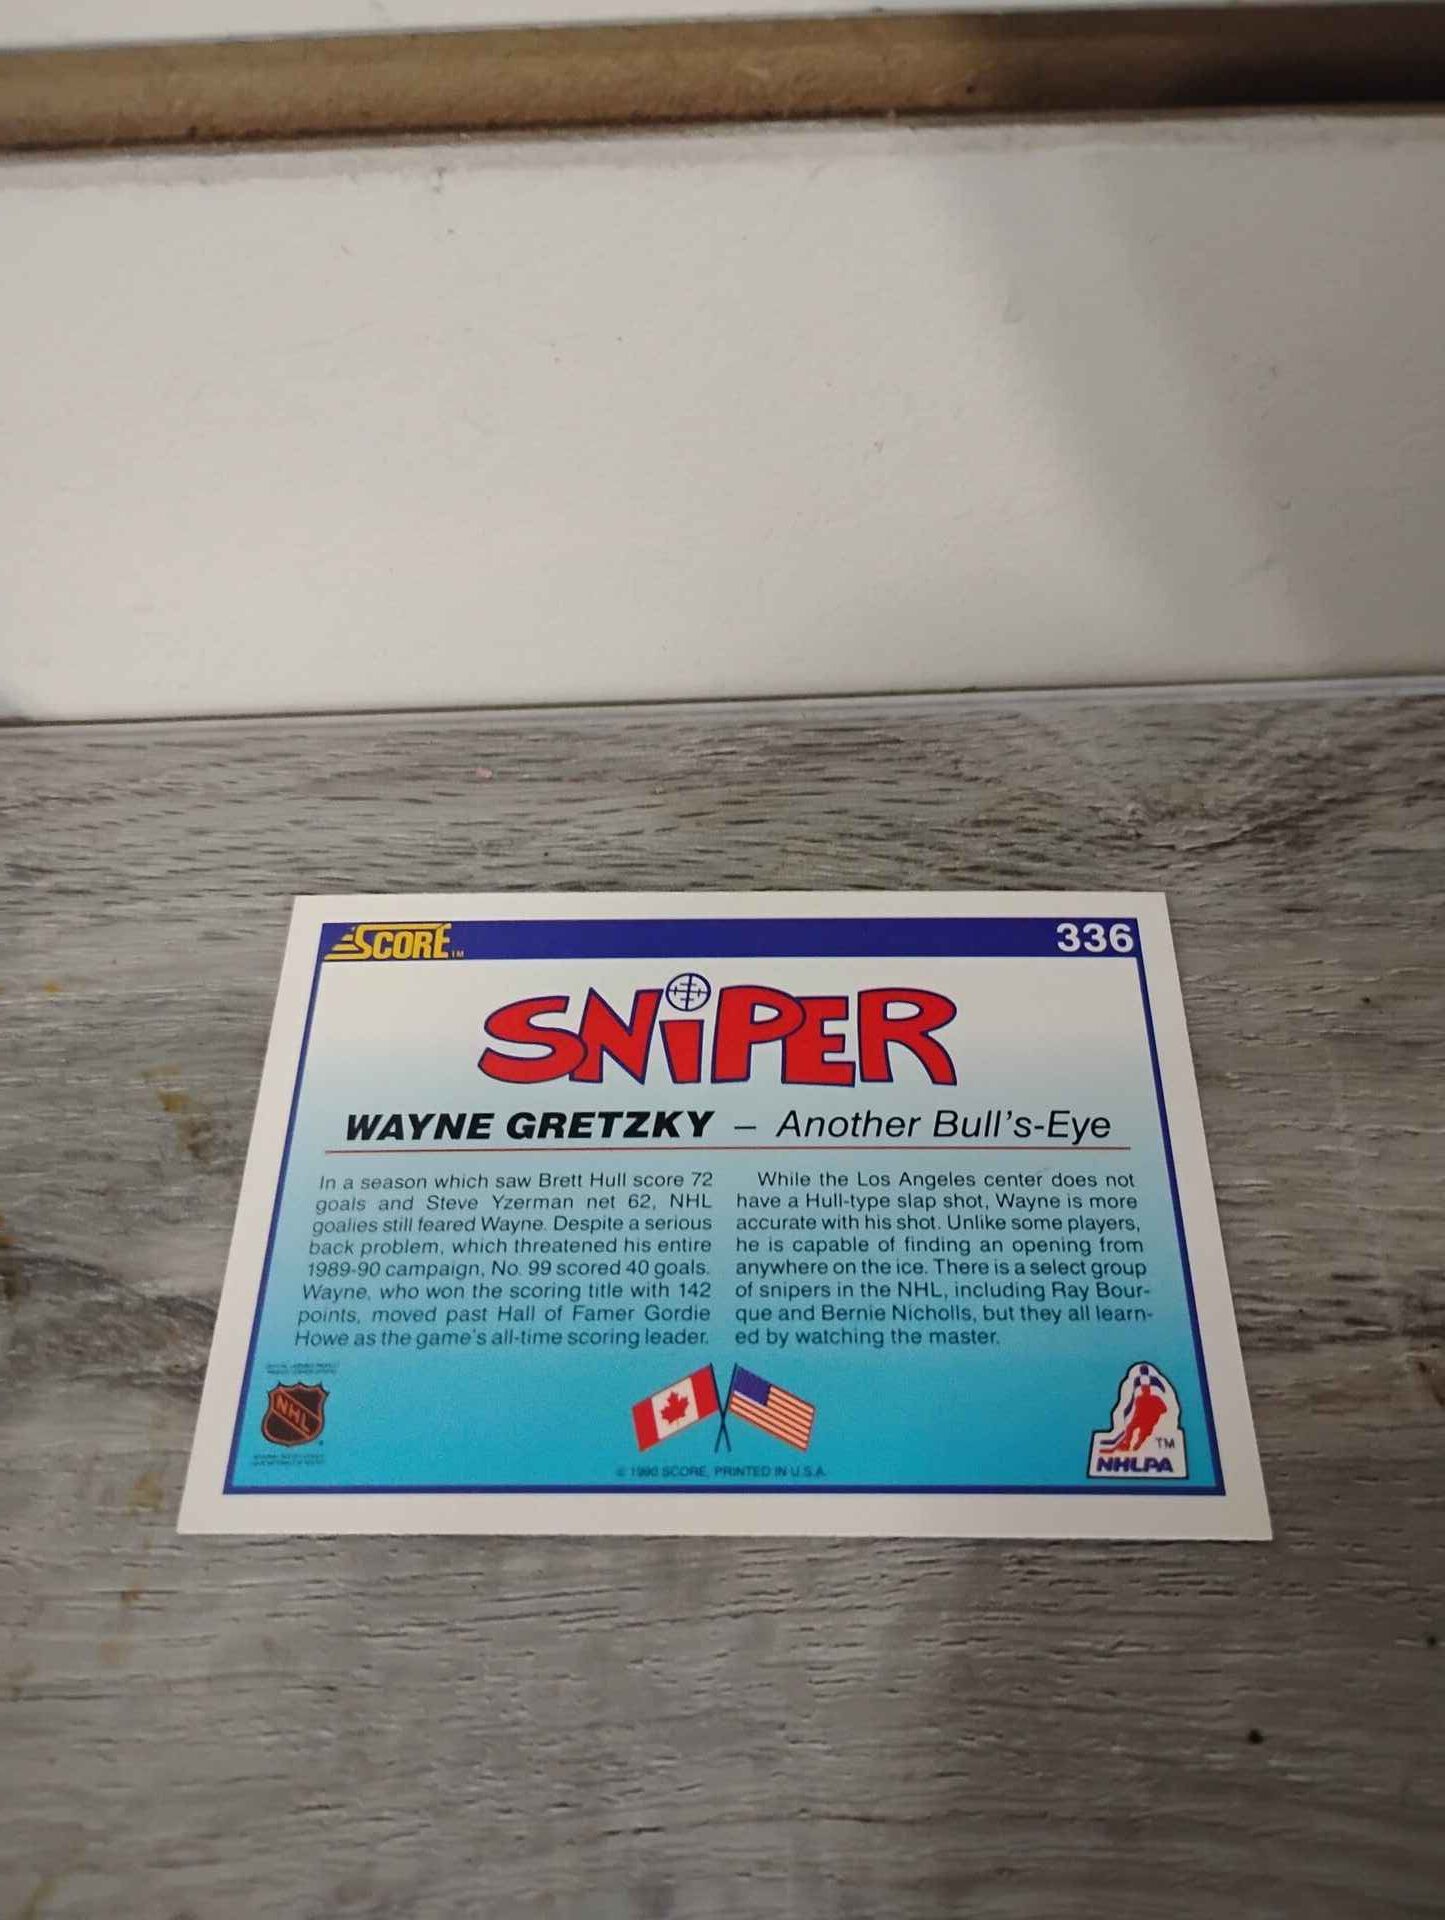 SCORE TM
336
SNiPER
WAYNE GRETZKY – Another Bull's-Eye
In a season which saw Brett Hull score 72
goals and Steve Yzerman net 62, NHL
goalies still feared Wayne. Despite a serious
back problem, which threatened his entire
1989-90 campaign, No. 99 scored 40 goals.
Wayne, who won the scoring title with 142
points, moved past Hall of Famer Gordie
Howe as the game's all-time scoring leader.
While the Los Angeles center does not
have a Hull-type slap shot, Wayne is more
accurate with his shot. Unlike some players,
he is capable of finding an opening from
anywhere on the ice. There is a select group
of snipers in the NHL, including Ray Bour-
que and Bernie Nicholls, but they all learn-
ed by watching the master.
NHL
© 1990 SCORE, PRINTED IN U.S.A.
TM
NHLPA